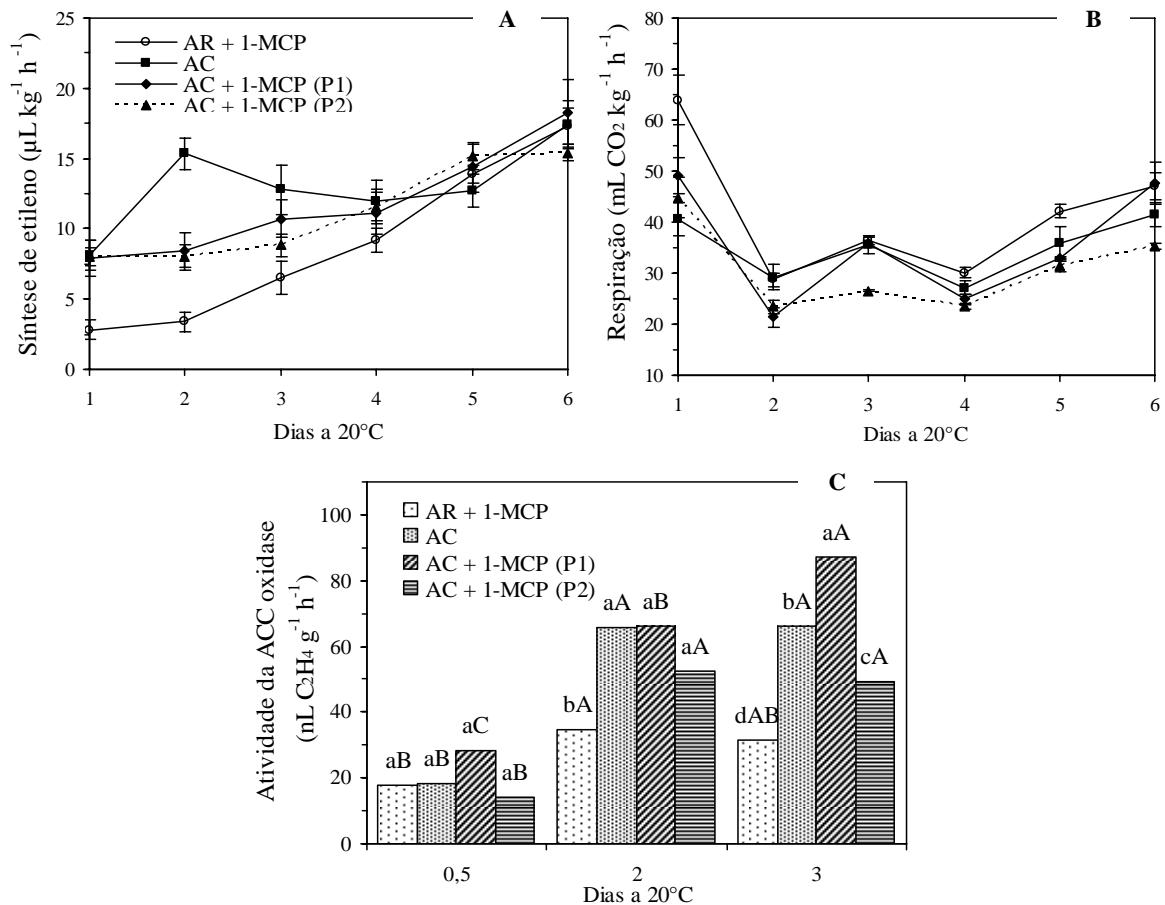 A
25
20
15
10
5
0
Síntese de etileno (µL kg⁻¹ h⁻¹)
AR + 1-MCP
AC
AC + 1-MCP (P1)
AC + 1-MCP (P2)
1 2 3 4 5 6
Dias a 20°C
B
80
70
60
50
40
30
20
10
Respiração (mL CO₂ kg⁻¹ h⁻¹)
1 2 3 4 5 6
Dias a 20°C
C
100
80
60
40
20
0
Atividade da ACC oxidase
(nL C₂H₄ g⁻¹ h⁻¹)
AR + 1-MCP
AC
AC + 1-MCP (P1)
AC + 1-MCP (P2)
aB aB aC aB
bA aA aB aA
dAB bA aA cA
0,5 2 3
Dias a 20°C